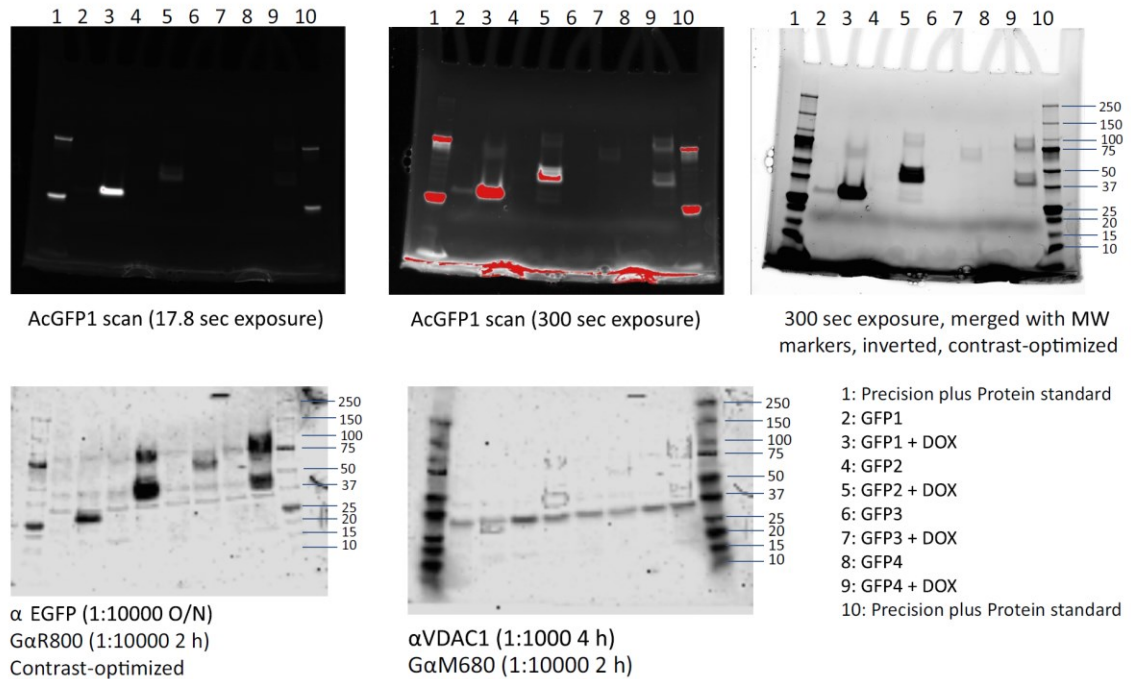 1 2 3 4 5 6 7 8 9 10
1 2 3 4 5 6 7 8 9 10
1 2 3 4 5 6 7 8 9 10
250
150
100
75
50
37
25
20
15
10
AcGFP1 scan (17.8 sec exposure)
AcGFP1 scan (300 sec exposure)
300 sec exposure, merged with MW
markers, inverted, contrast-optimized
250
150
100
75
50
37
25
20
15
10
α EGFP (1:10000 O/N)
GαR800 (1:10000 2 h)
Contrast-optimized
250
150
100
75
50
37
25
20
15
10
αVDAC1 (1:1000 4 h)
GαM680 (1:10000 2 h)
1: Precision plus Protein standard
2: GFP1
3: GFP1 + DOX
4: GFP2
5: GFP2 + DOX
6: GFP3
7: GFP3 + DOX
8: GFP4
9: GFP4 + DOX
10: Precision plus Protein standard